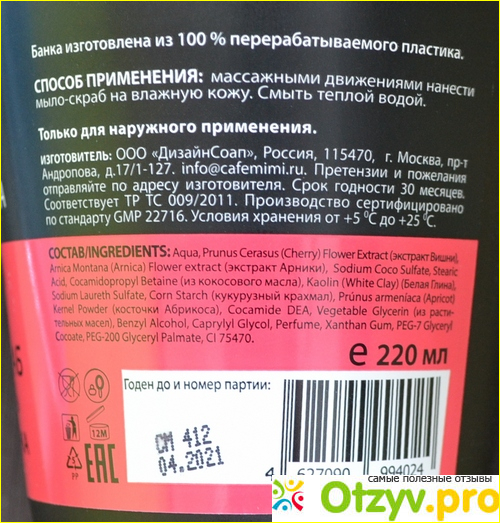 Банка изготовлена из 100 % перерабатываемого пластика.
СПОСОБ ПРИМЕНЕНИЯ: массажными движениями нанести
мыло-скраб на влажную кожу. Смыть теплой водой.
Только для наружного применения.
ИЗГОТОВИТЕЛЬ: ООО «ДизайнСоап», Россия, 115470, г. Москва, пр-т
Андропова, д.17/1-127. info@cafemimi.ru. Претензии и пожелания
отправляйте по адресу изготовителя. Срок годности 30 месяцев.
Соответствует ТР ТС 009/2011. Производство сертифицировано
по стандарту GMP 22716. Условия хранения от +5 °C до +25 °C.
СОСТАВ/INGREDIENTS: Aqua, Prunus Cerasus (Cherry) Flower Extract (экстракт Вишни),
Arnica Montana (Arnica) Flower extract (экстракт Арники), Sodium Coco Sulfate, Stearic
Acid, Cocamidopropyl Betaine (из кокосового масла), Kaolin (White Clay) (Белая Глина),
Sodium Laureth Sulfate, Corn Starch (кукурузный крахмал), Prúnus armeníaca (Apricot)
Kernel Powder (косточки Абрикоса), Cocamide DEA, Vegetable Glycerin (из расти-
тельных масел), Benzyl Alcohol, Caprylyl Glycol, Perfume, Xanthan Gum, PEG-7 Glyceryl
Cocoate, PEG-200 Glyceryl Palmate, CI 75470.
e 220 мл
Годен до и номер партии:
12M
CM 412
04.2021
PP
EAC
4 627090 994024
самые полезные отзывы
Otzyv.pro